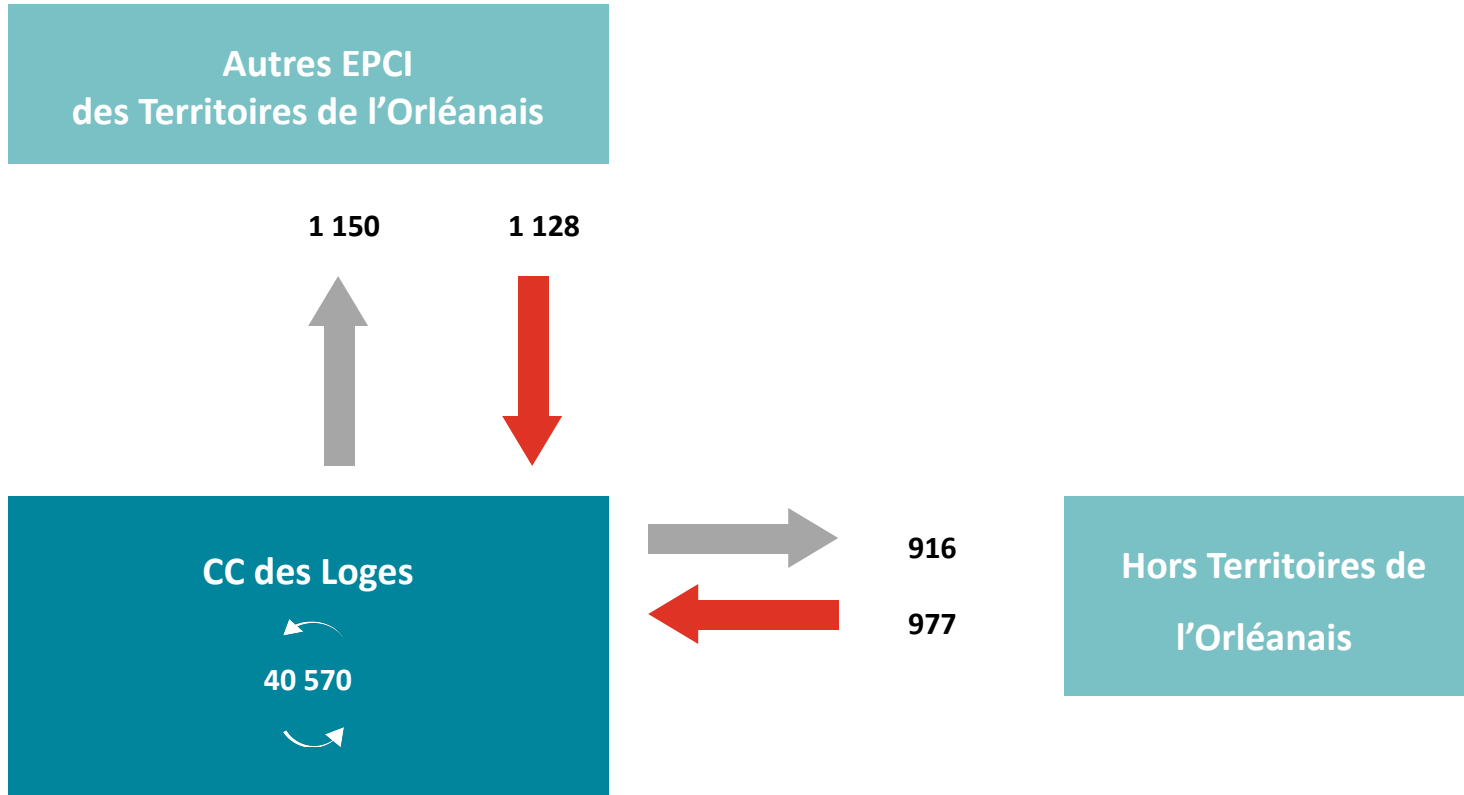 Autres EPCI
des Territoires de l’Orléanais
1 150 1 128
CC des Loges
40 570
916
977
Hors Territoires de
l’Orléanais